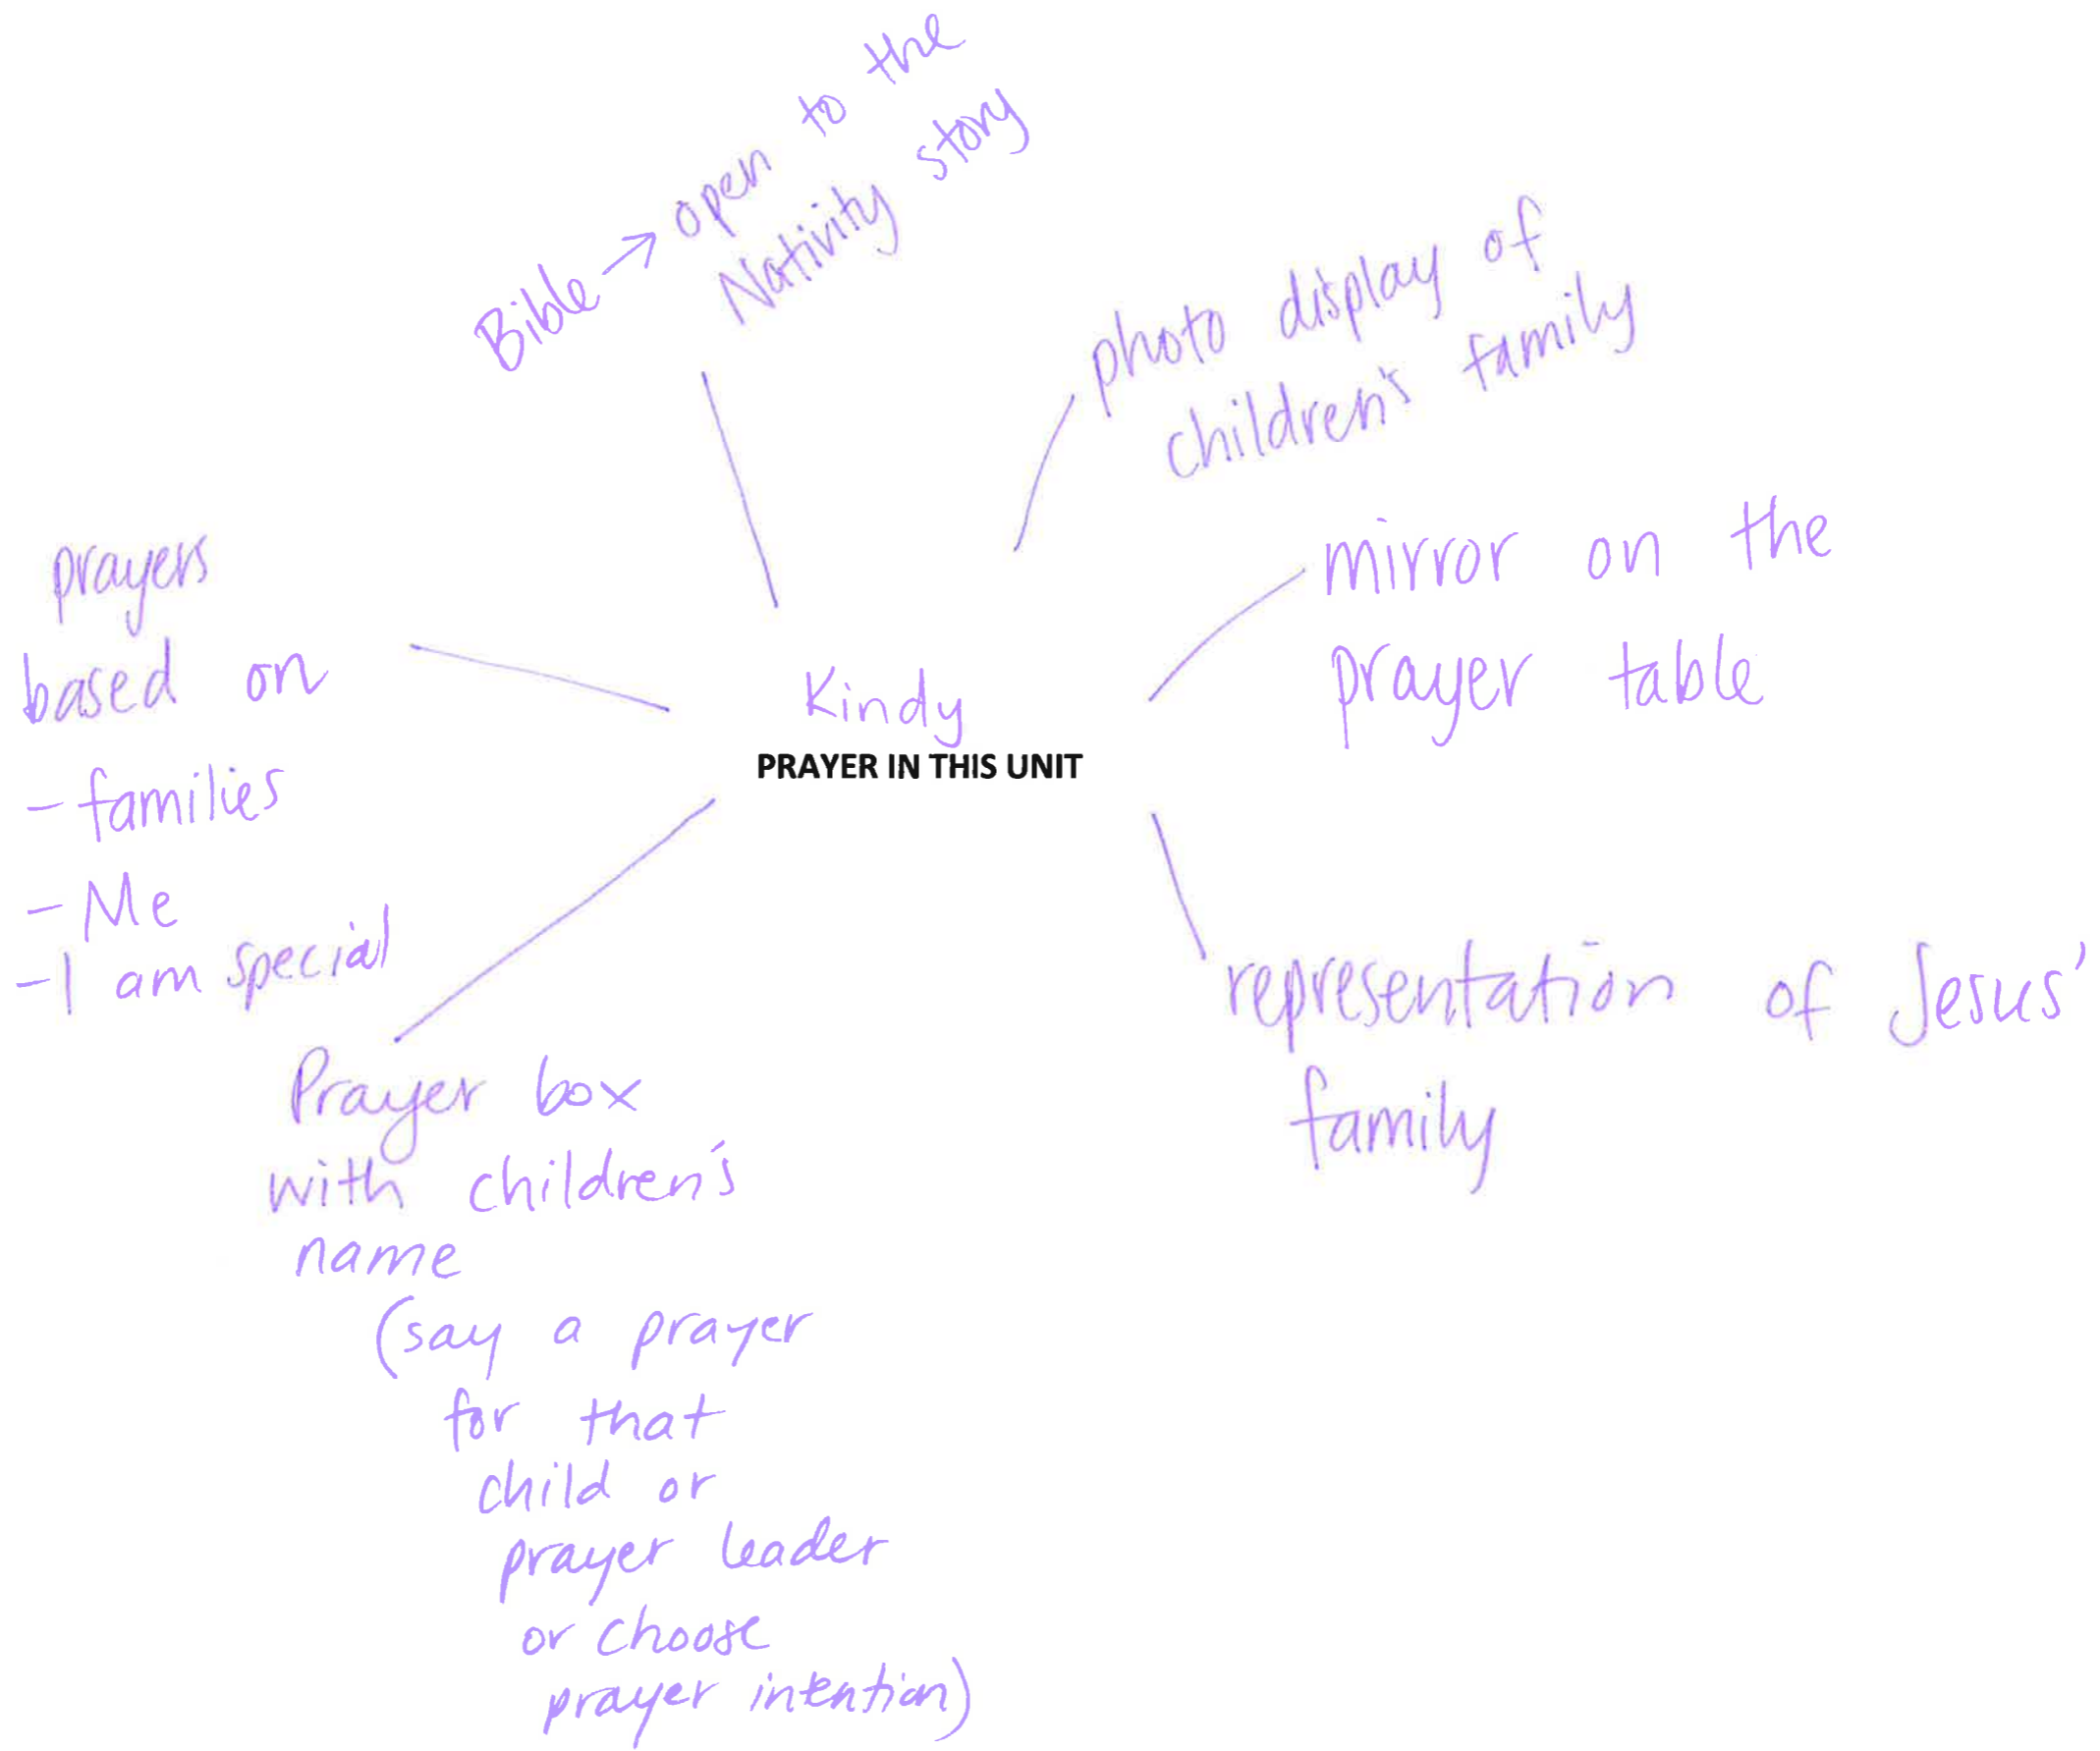 Bible → open to the
Nativity story
photo display of
children's family
mirror on the
prayer table
Kindy
PRAYER IN THIS UNIT
prayers
based on
- families
- Me
- I am special
representation of Jesus'
family
Prayer box
with children's
name
(say a prayer
for that
child or
prayer leader
or choose
prayer intention)